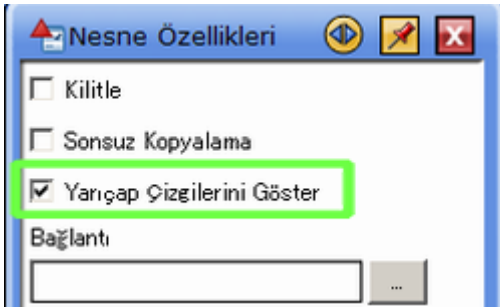 Nesne Özellikleri
Kilitle
Sonsuz Kopyalama
Yarıçap Çizgilerini Göster
Bağlantı
...